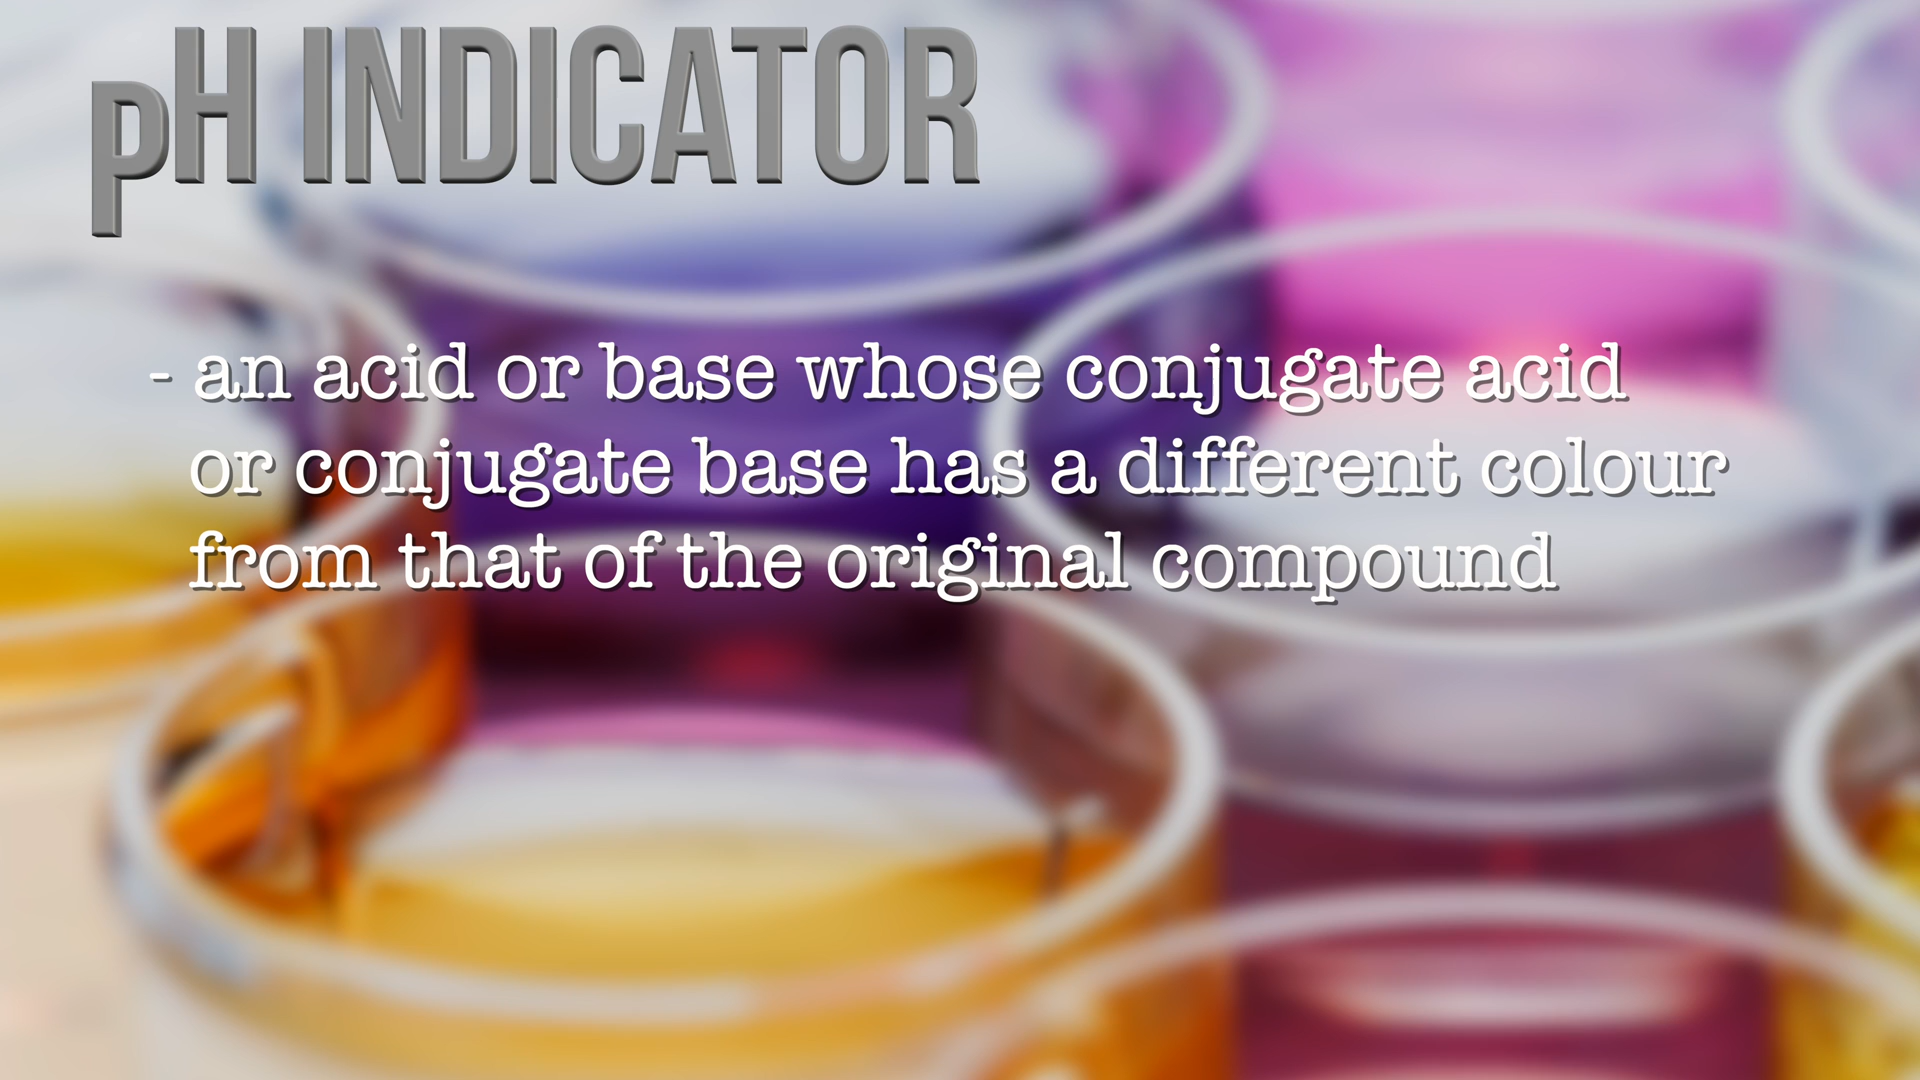 pH INDICATOR
- an acid or base whose conjugate acid
or conjugate base has a different colour
from that of the original compound